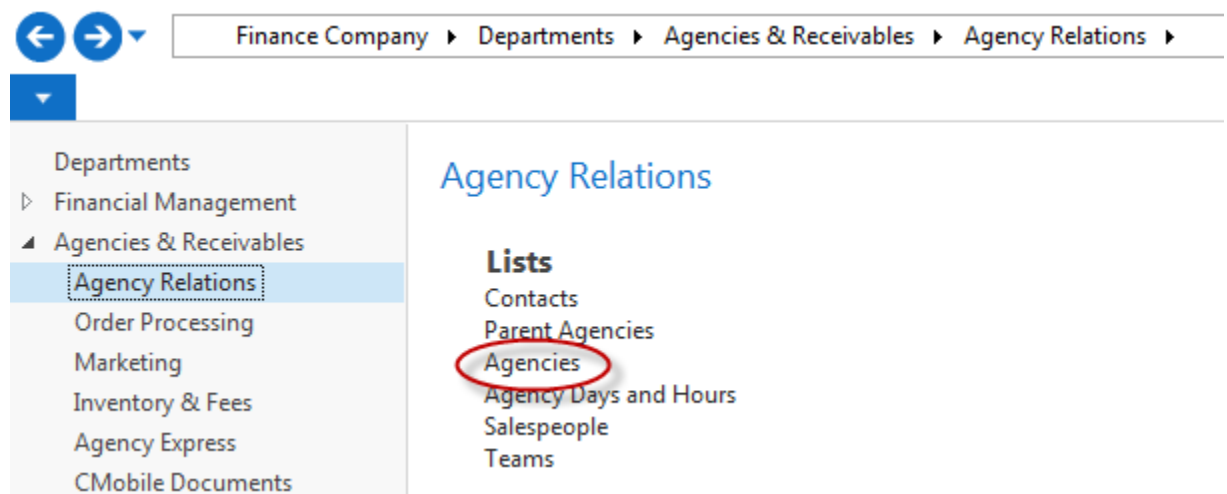 Finance Company ▸ Departments ▸ Agencies & Receivables ▸ Agency Relations ▸
Departments
Financial Management
Agencies & Receivables
Agency Relations
Order Processing
Marketing
Inventory & Fees
Agency Express
CMobile Documents
Agency Relations
Lists
Contacts
Parent Agencies
Agencies
Agency Days and Hours
Salespeople
Teams